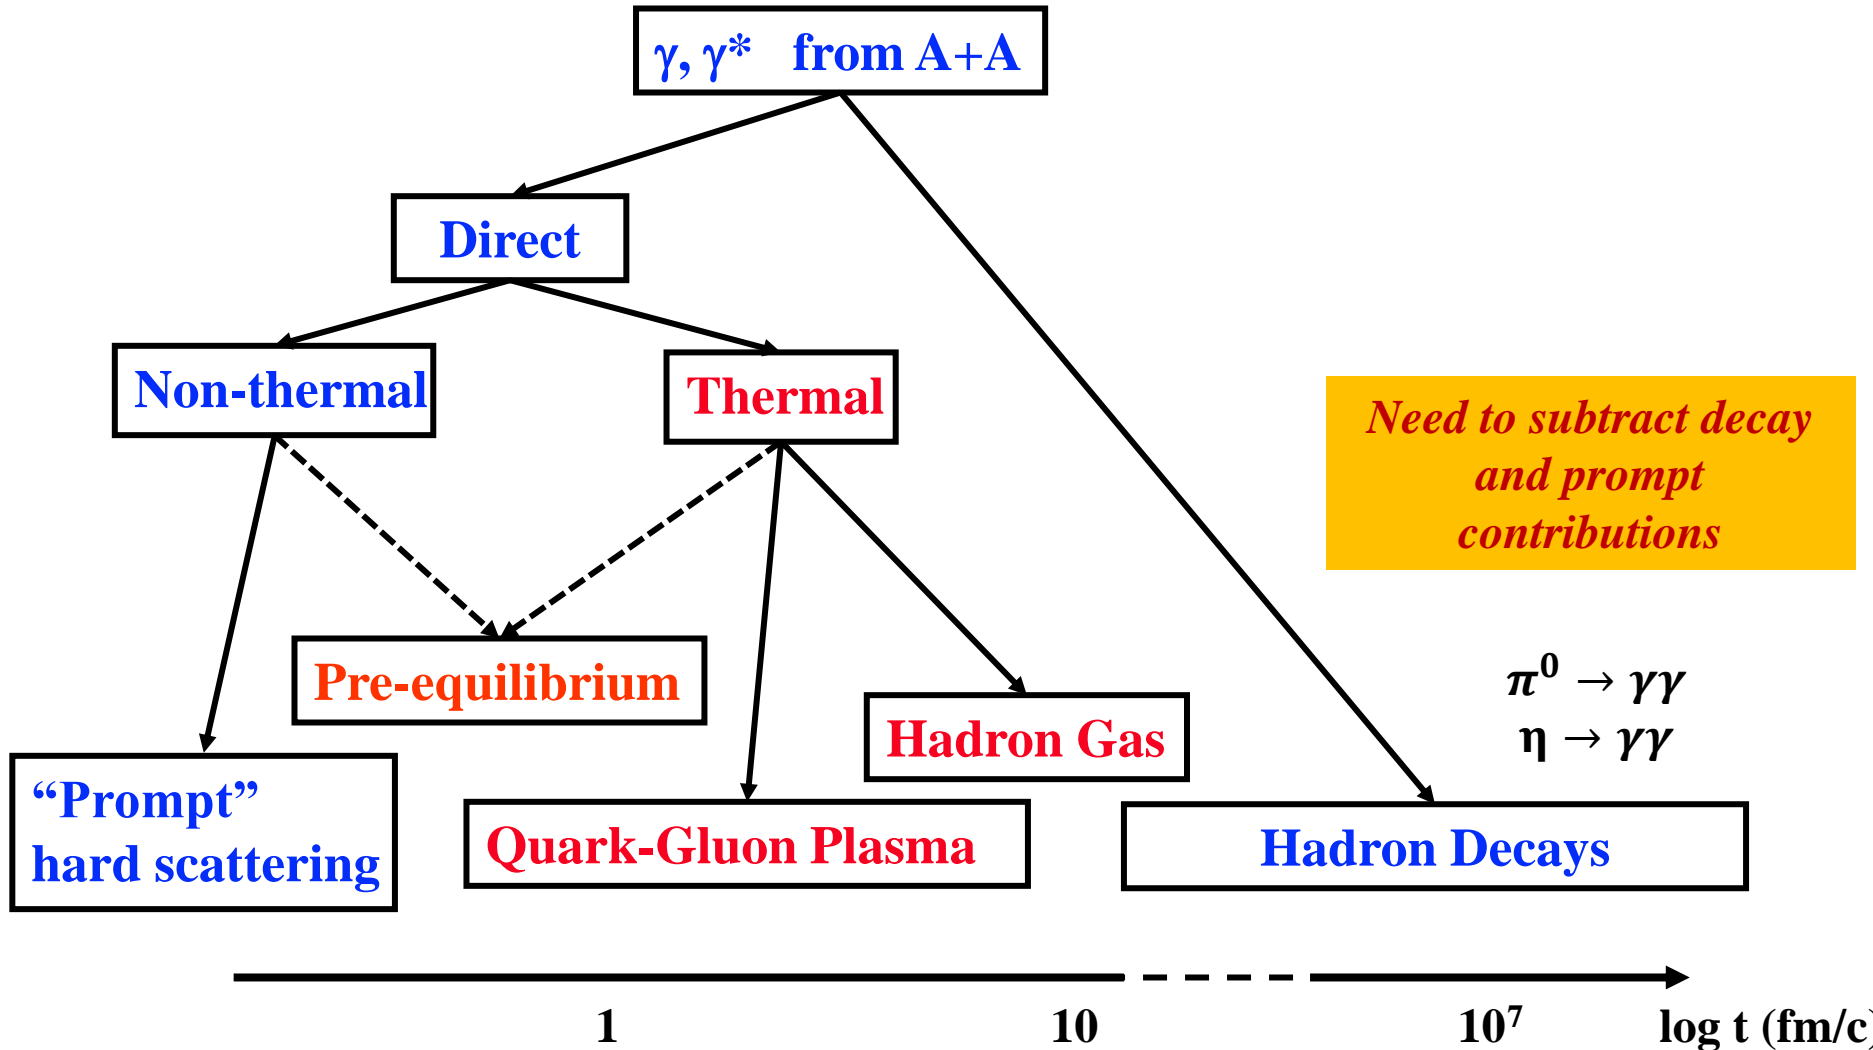 γ, γ* from A+A
Direct
Non-thermal
Thermal
Need to subtract decay
and prompt
contributions
Pre-equilibrium
π⁰ → γγ
η → γγ
Hadron Gas
“Prompt”
hard scattering
Quark-Gluon Plasma
Hadron Decays
1 10 10⁷ log t (fm/c)